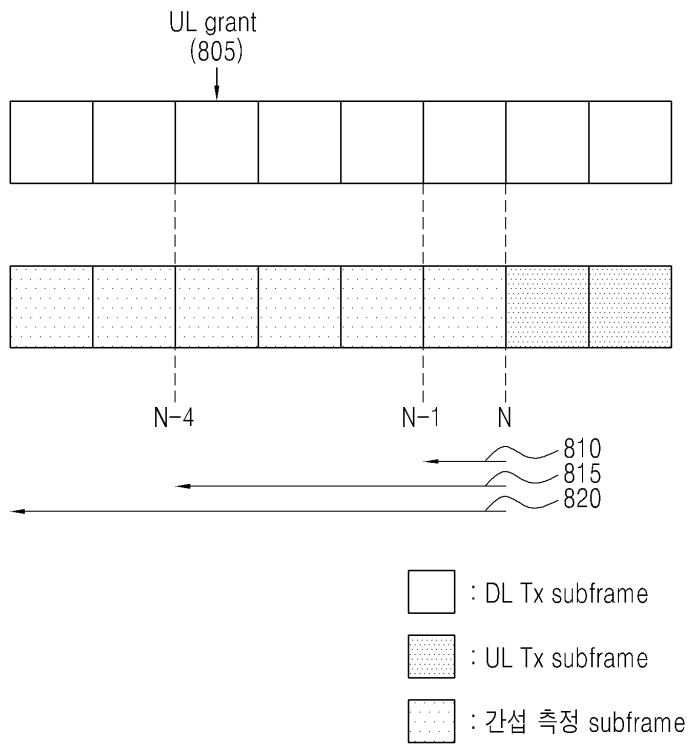 UL grant
(805)
N-4
N-1
N
810
815
820
: DL Tx subframe
: UL Tx subframe
: 간섭 측정 subframe